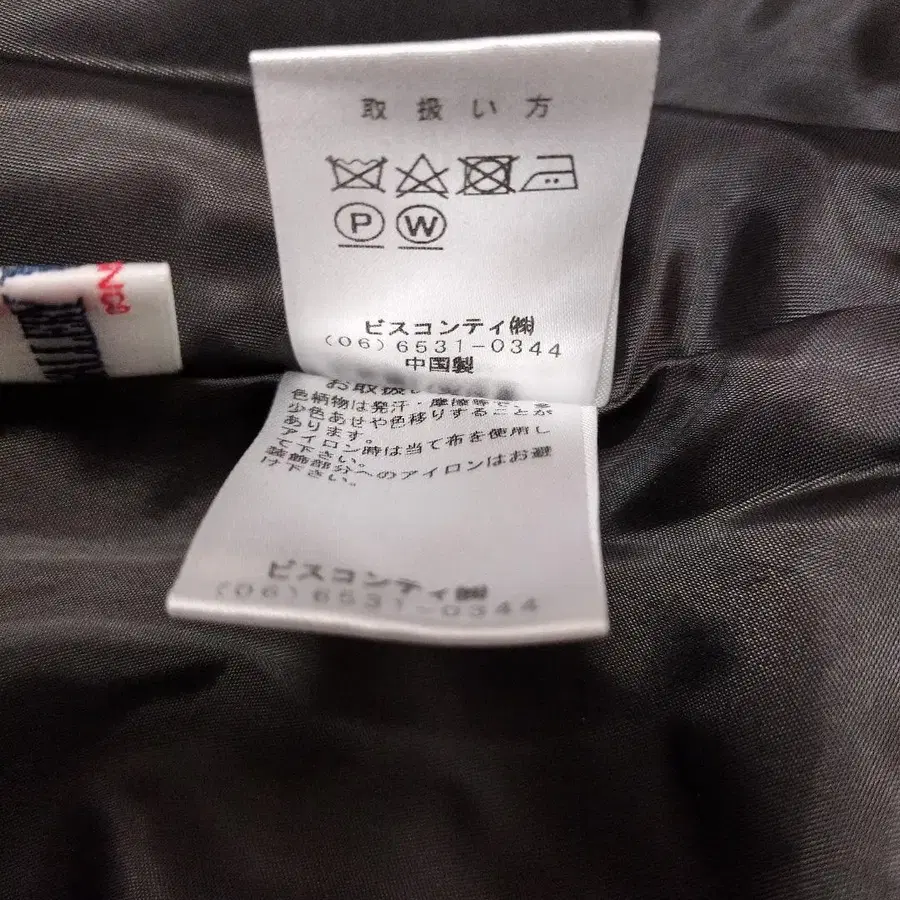 取扱い方
P W
ビスコンティ㈱
(06)6531-0344
中国製
お取扱い
色柄物は発汗・摩擦等で、多
少色あせや色移りすることが
あります。
アイロン時は当て布を使用し
て下さい。
装飾部分へのアイロンはお避
け下さい。
ビスコンティ㈱
(06)6531-0344